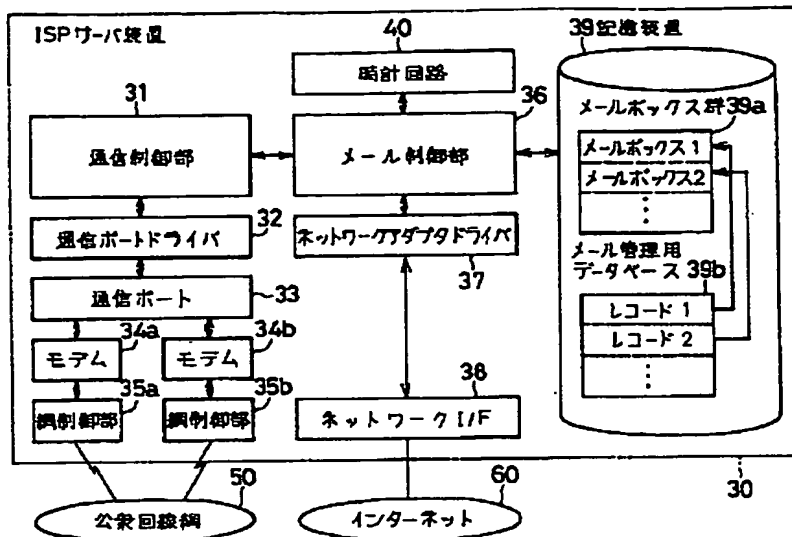 ISPサーバ装置
40
39記憶装置
時計回路
31
36
メールボックス群39a
通信制御部
メール制御部
メールボックス1
メールボックス2
32
通信ポートドライバ
ネットワークアダプタドライバ
メール管理用
データベース39b
37
通信ポート
33
レコード1
34a
34b
レコード2
モデム
モデム
35a
35b
38
網制御部
網制御部
ネットワークI/F
50
60
30
公衆回線網
インターネット